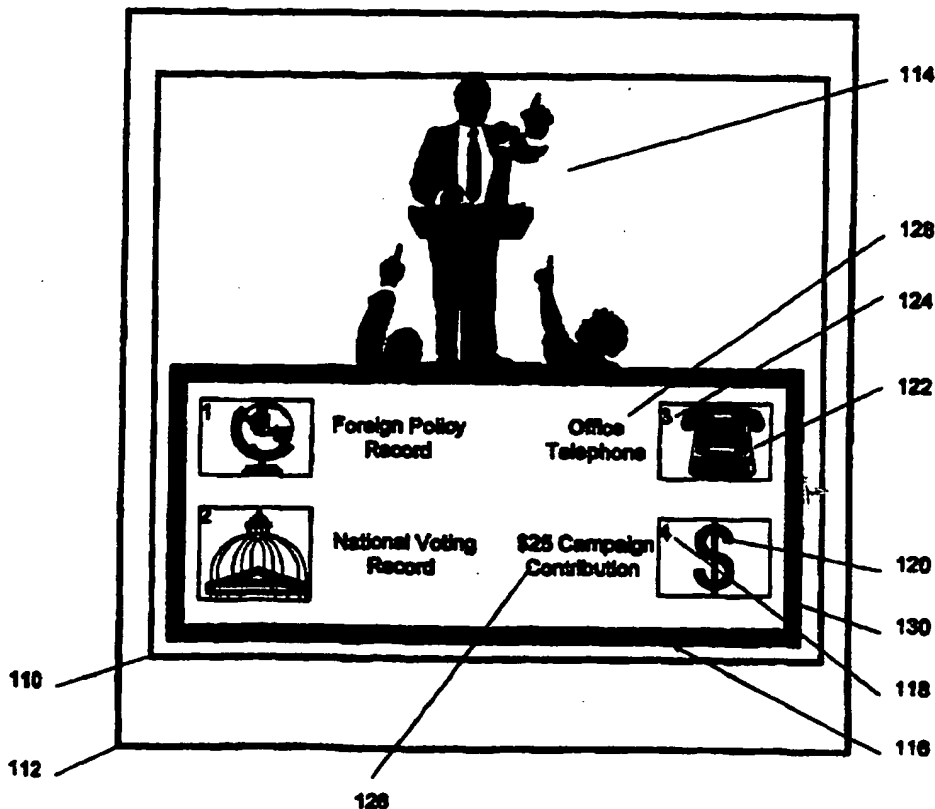 114
128
124
122
1
Foreign Policy
Record
Office
Telephone
3
2
National Voting
Record
$25 Campaign
Contribution
4
$
120
130
110
118
116
112
126